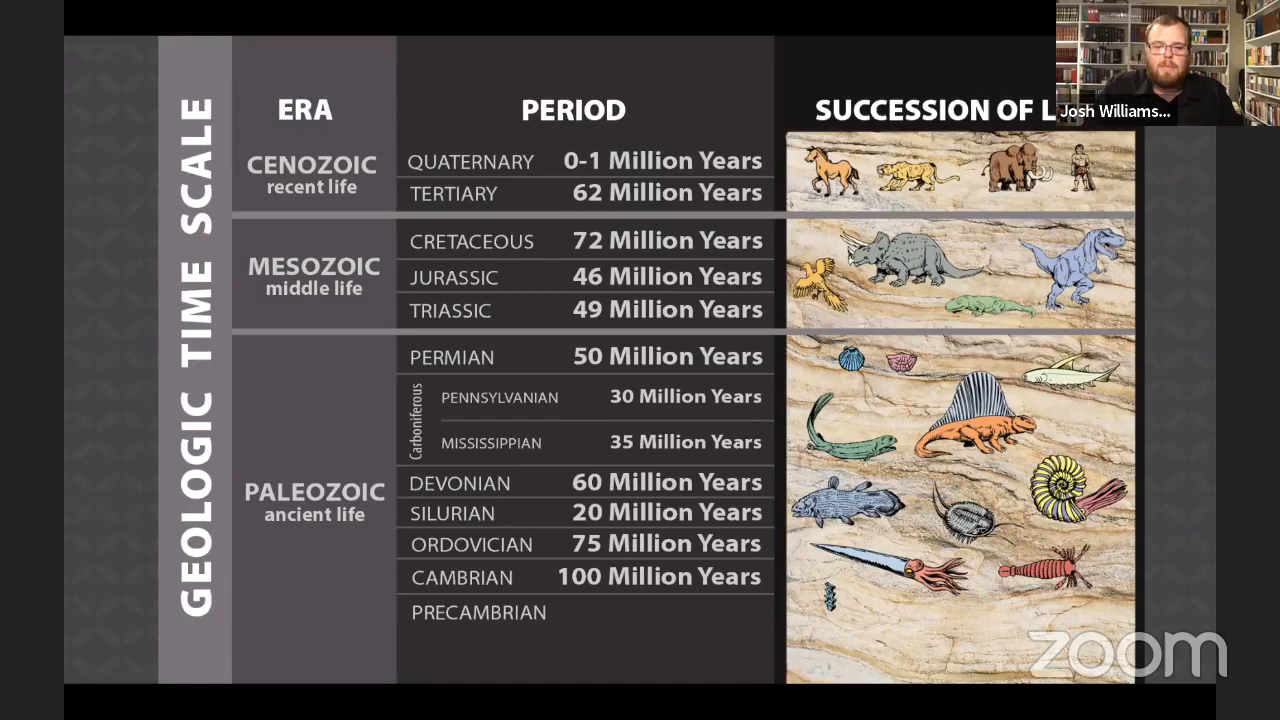 GEOLOGIC TIME SCALE
ERA
PERIOD
SUCCESSION OF L
Josh Williams...
CENOZOIC
recent life
QUATERNARY 0-1 Million Years
TERTIARY 62 Million Years
MESOZOIC
middle life
CRETACEOUS 72 Million Years
JURASSIC 46 Million Years
TRIASSIC 49 Million Years
PALEOZOIC
ancient life
PERMIAN 50 Million Years
Carboniferous
PENNSYLVANIAN 30 Million Years
MISSISSIPPIAN 35 Million Years
DEVONIAN 60 Million Years
SILURIAN 20 Million Years
ORDOVICIAN 75 Million Years
CAMBRIAN 100 Million Years
PRECAMBRIAN
zoom